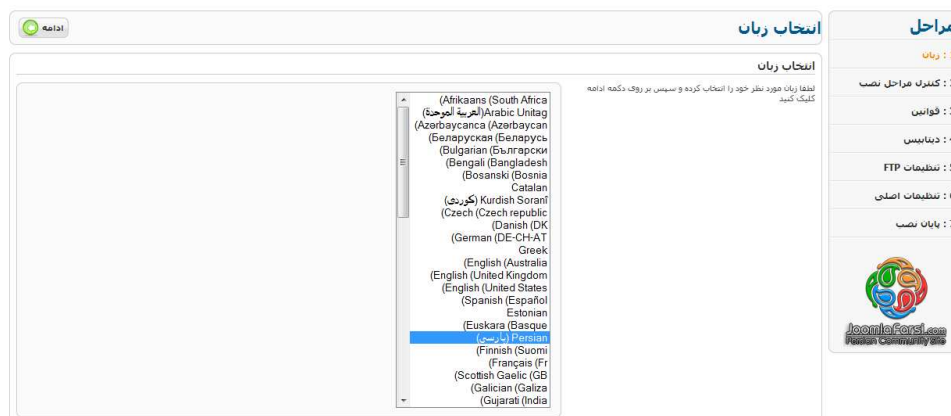 انتخاب زبان
ادامه
انتخاب زبان
لطفا زبان مورد نظر خود را انتخاب کرده و سپس بر روی دکمه ادامه
کلیک کنید
(Afrikaans (South Africa
Arabic Unitag(العربية الموحدة)
(Azərbaycanca (Azərbaycan
(Беларуская (Беларусь
(Bulgarian (Български
(Bengali (Bangladesh
(Bosanski (Bosnia
Catalan
Kurdish Soranî (کوردی)
(Czech (Czech republic
(Danish (DK
(German (DE-CH-AT
Greek
(English (Australia
(English (United Kingdom
(English (United States
(Spanish (Español
Estonian
(Euskara (Basque
Persian (پارسی)
(Finnish (Suomi
(Français (Fr
(Scottish Gaelic (GB
(Galician (Galiza
(Gujarati (India
مراحل
: زبان
: کنترل مراحل نصب
: قوانین
: دیتابیس
5 : تنظیمات FTP
: تنظیمات اصلی
: پایان نصب
JoomlaFarsi.com
Persian Community Site